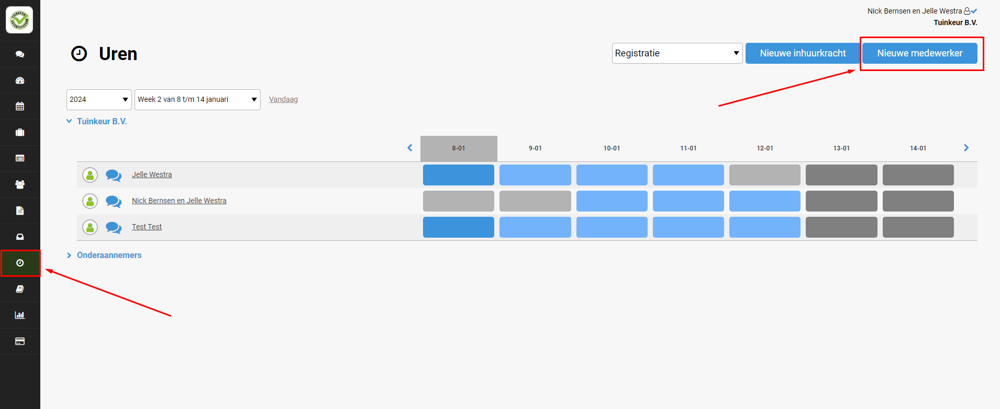 TUINKEUR
GECERTIFICEERD
Nick Bernsen en Jelle Westra
Tuinkeur B.V.
Uren
Registratie
Nieuwe inhuurkracht
Nieuwe medewerker
2024
Week 2 van 8 t/m 14 januari
Vandaag
Tuinkeur B.V.
8-01
9-01
10-01
11-01
12-01
13-01
14-01
Jelle Westra
Nick Bernsen en Jelle Westra
Test Test
Onderaannemers